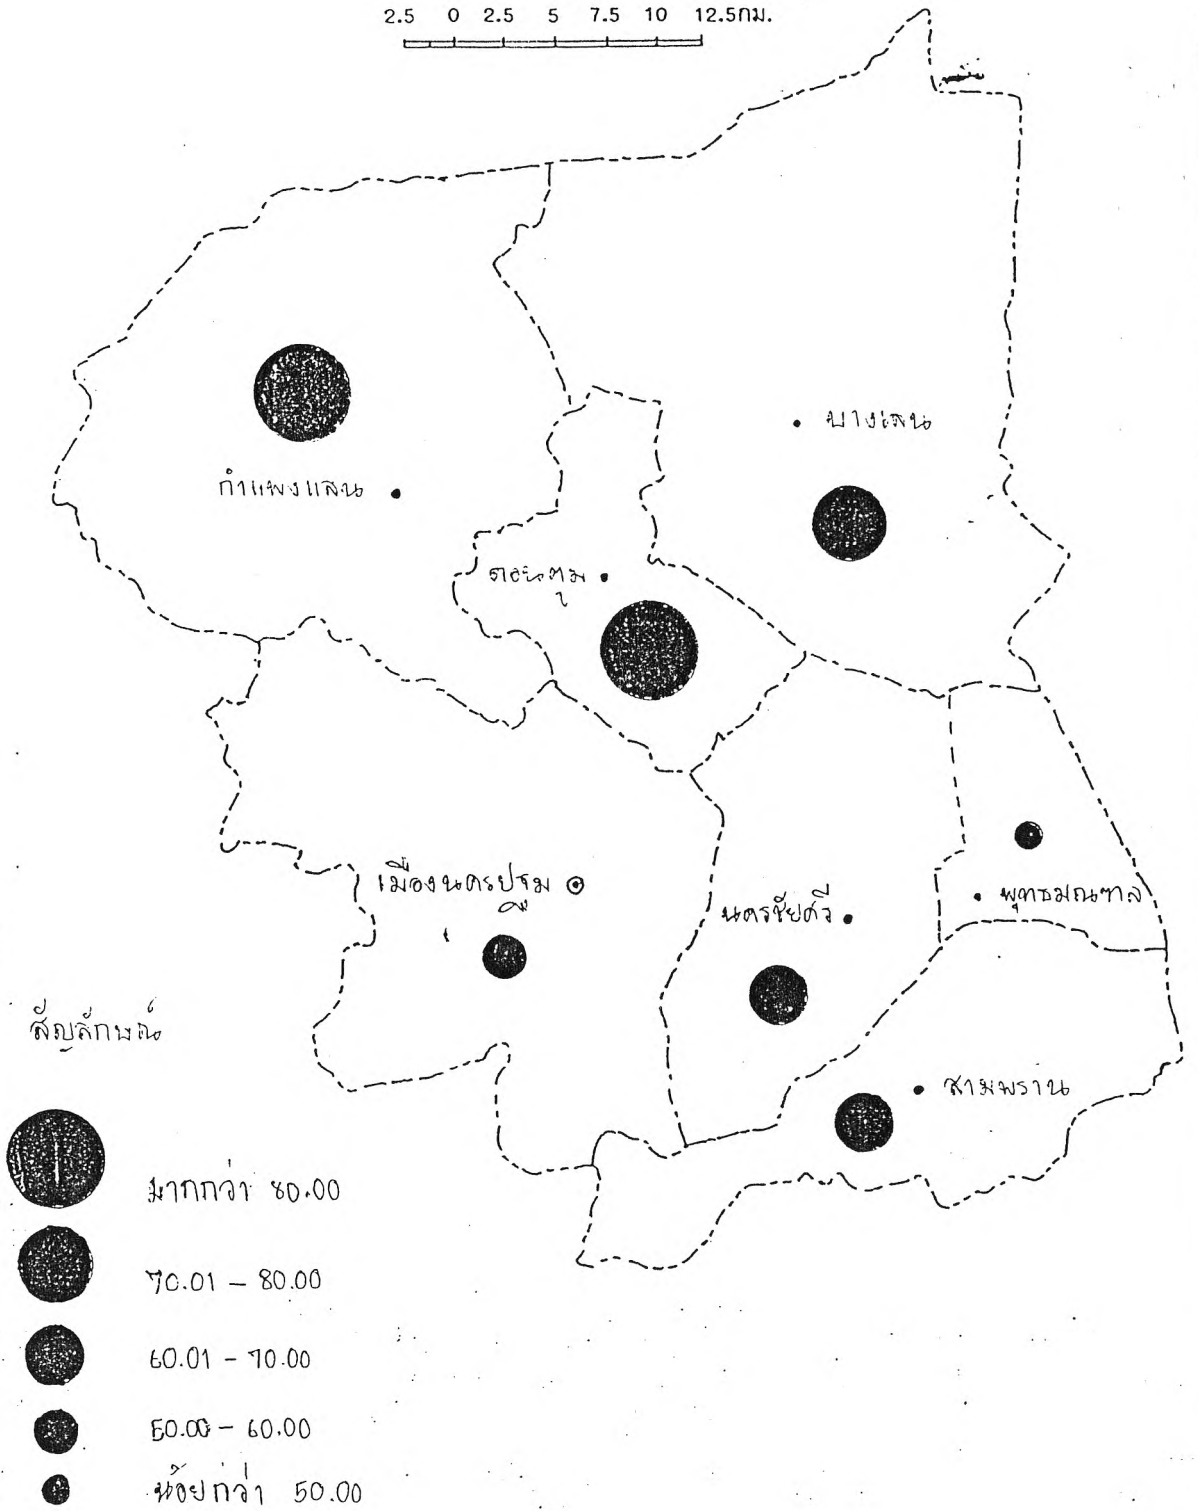 2.5 0 2.5 5 7.5 10 12.5กม.
บางเลน
กำแพงแสน
ดอนตูม
เมืองนครปฐม
นครชัยศรี
พุทธมณฑล
สามพราน
สัญลักษณ์
มากกว่า 80.00
70.01 - 80.00
60.01 - 70.00
50.00 - 60.00
น้อยกว่า 50.00